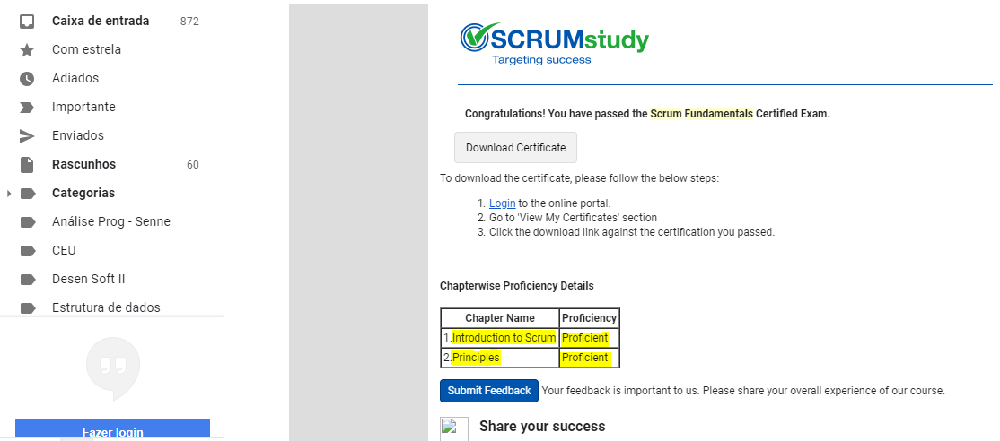 Caixa de entrada 872
Com estrela
Adiados
Importante
Enviados
Rascunhos 60
Categorias
Análise Prog - Senne
CEU
Desen Soft II
Estrutura de dados
Fazer login
SCRUMstudy
Targeting success
Congratulations! You have passed the Scrum Fundamentals Certified Exam.
Download Certificate
To download the certificate, please follow the below steps:
1. Login to the online portal.
2. Go to 'View My Certificates' section
3. Click the download link against the certification you passed.
Chapterwise Proficiency Details
Chapter Name Proficiency
1.Introduction to Scrum Proficient
2.Principles Proficient
Submit Feedback Your feedback is important to us. Please share your overall experience of our course.
Share your success